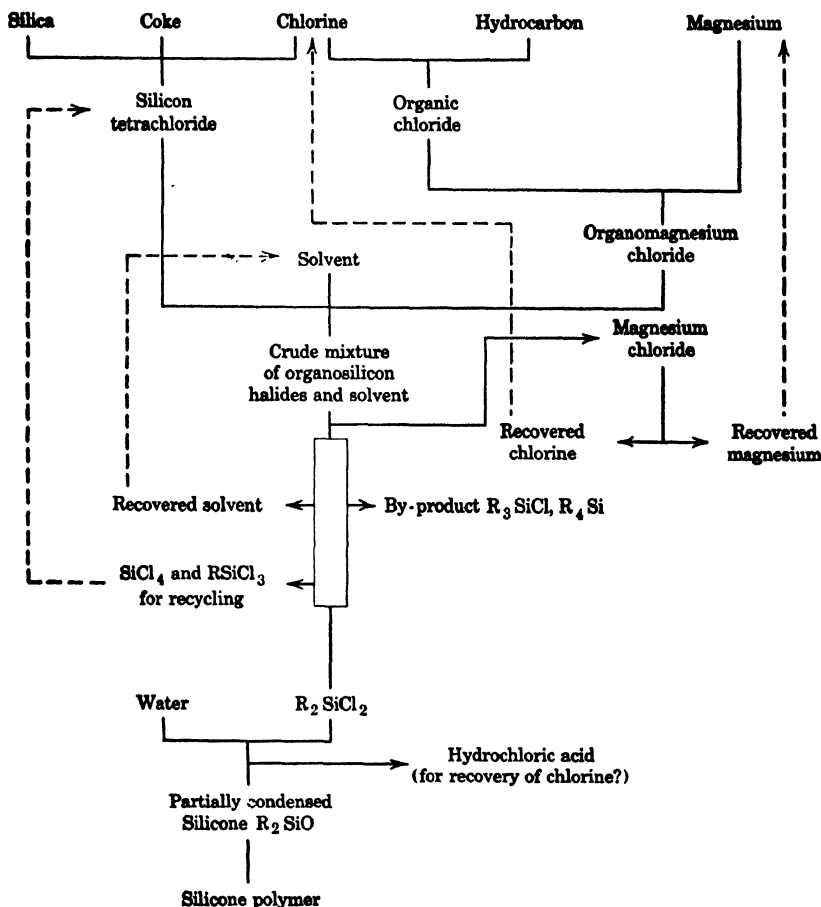 Silica Coke Chlorine Hydrocarbon Magnesium
Silicon
tetrachloride
Organic
chloride
Organomagnesium
chloride
Solvent
Crude mixture
of organosilicon
halides and solvent
Magnesium
chloride
Recovered
chlorine
Recovered
magnesium
Recovered solvent
By-product R₃SiCl, R₄Si
SiCl₄ and RSiCl₃
for recycling
Water
R₂SiCl₂
Hydrochloric acid
(for recovery of chlorine?)
Partially condensed
Silicone R₂SiO
Silicone polymer